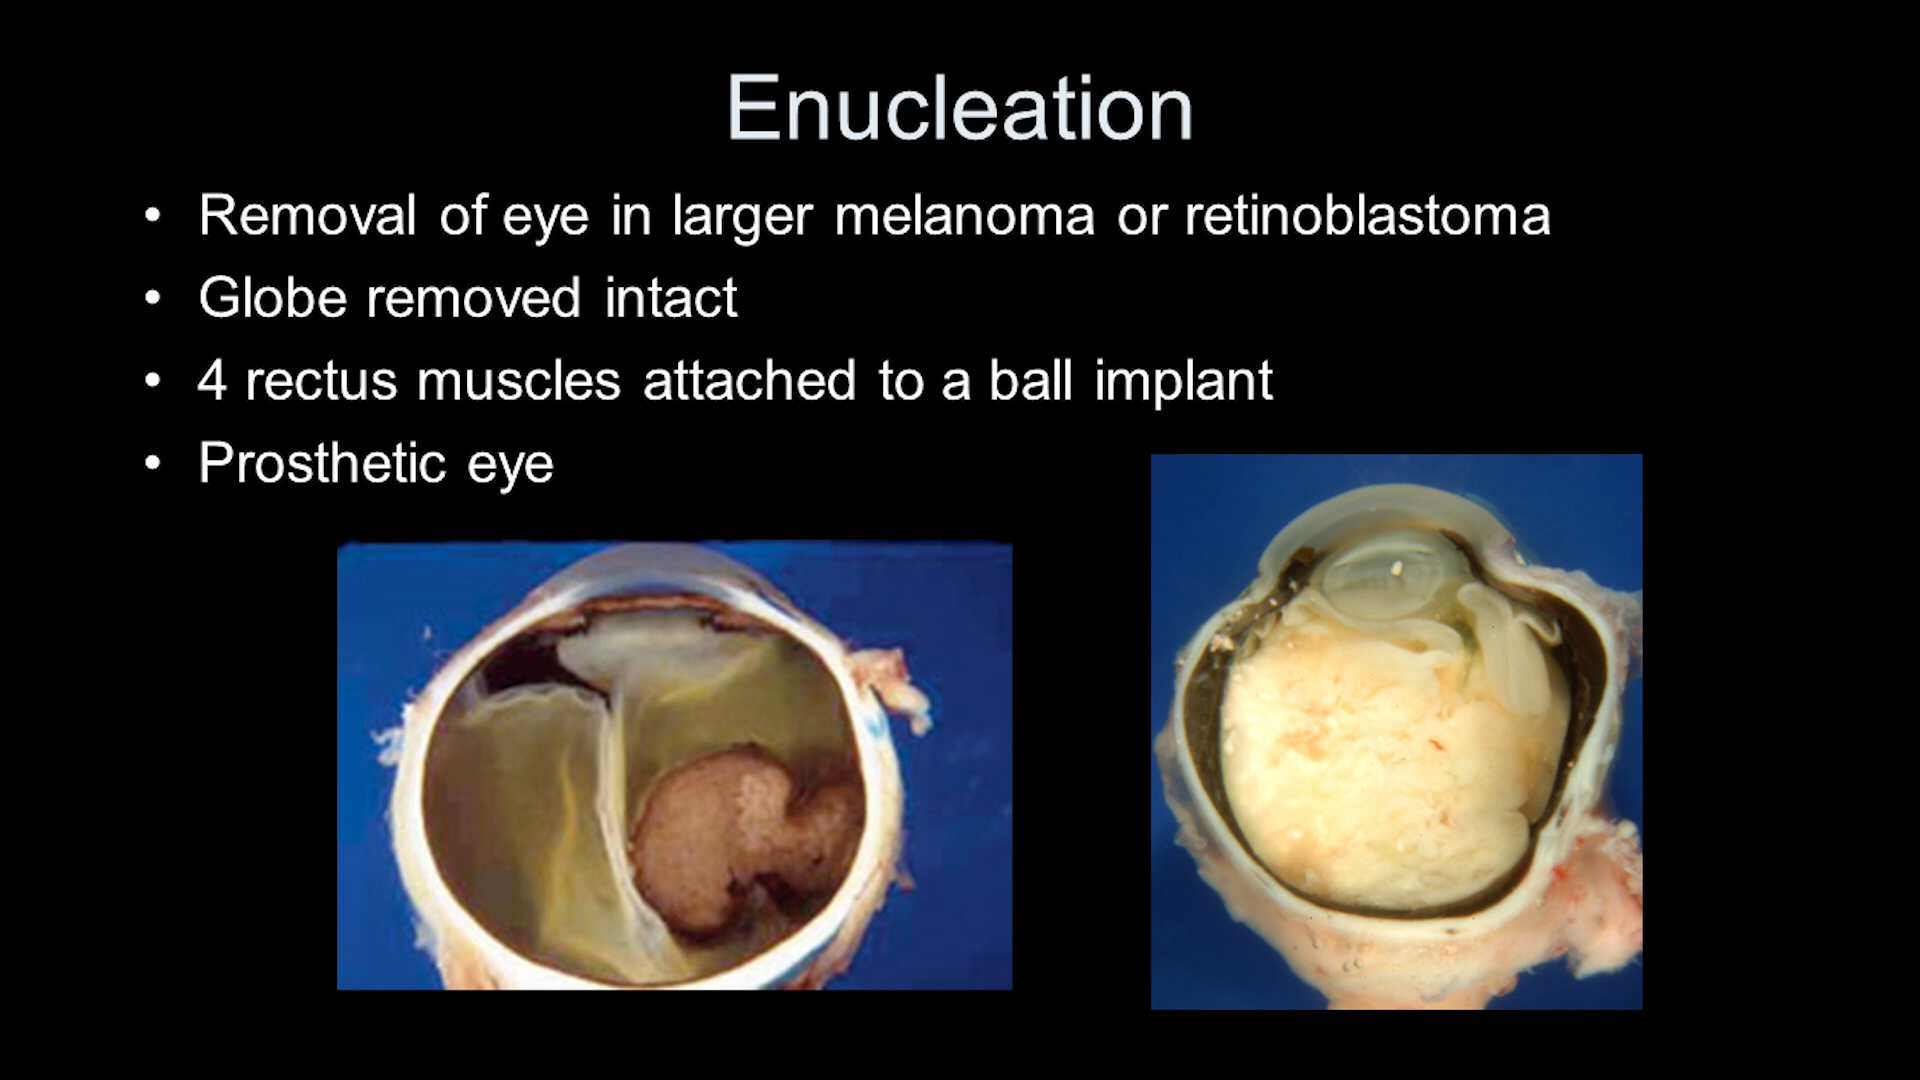 Enucleation
• Removal of eye in larger melanoma or retinoblastoma
• Globe removed intact
• 4 rectus muscles attached to a ball implant
• Prosthetic eye